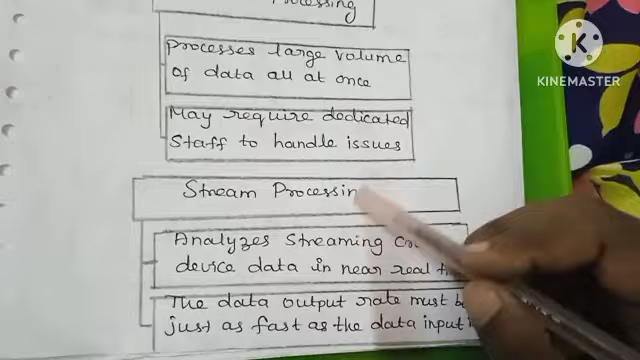 Processing
Processes large volume
of data all at once
May require dedicated
Staff to handle issues
Stream Processin
Analyzes Streaming
device data in near real
The data output rate must b
just as fast as the data input
KINEMASTER